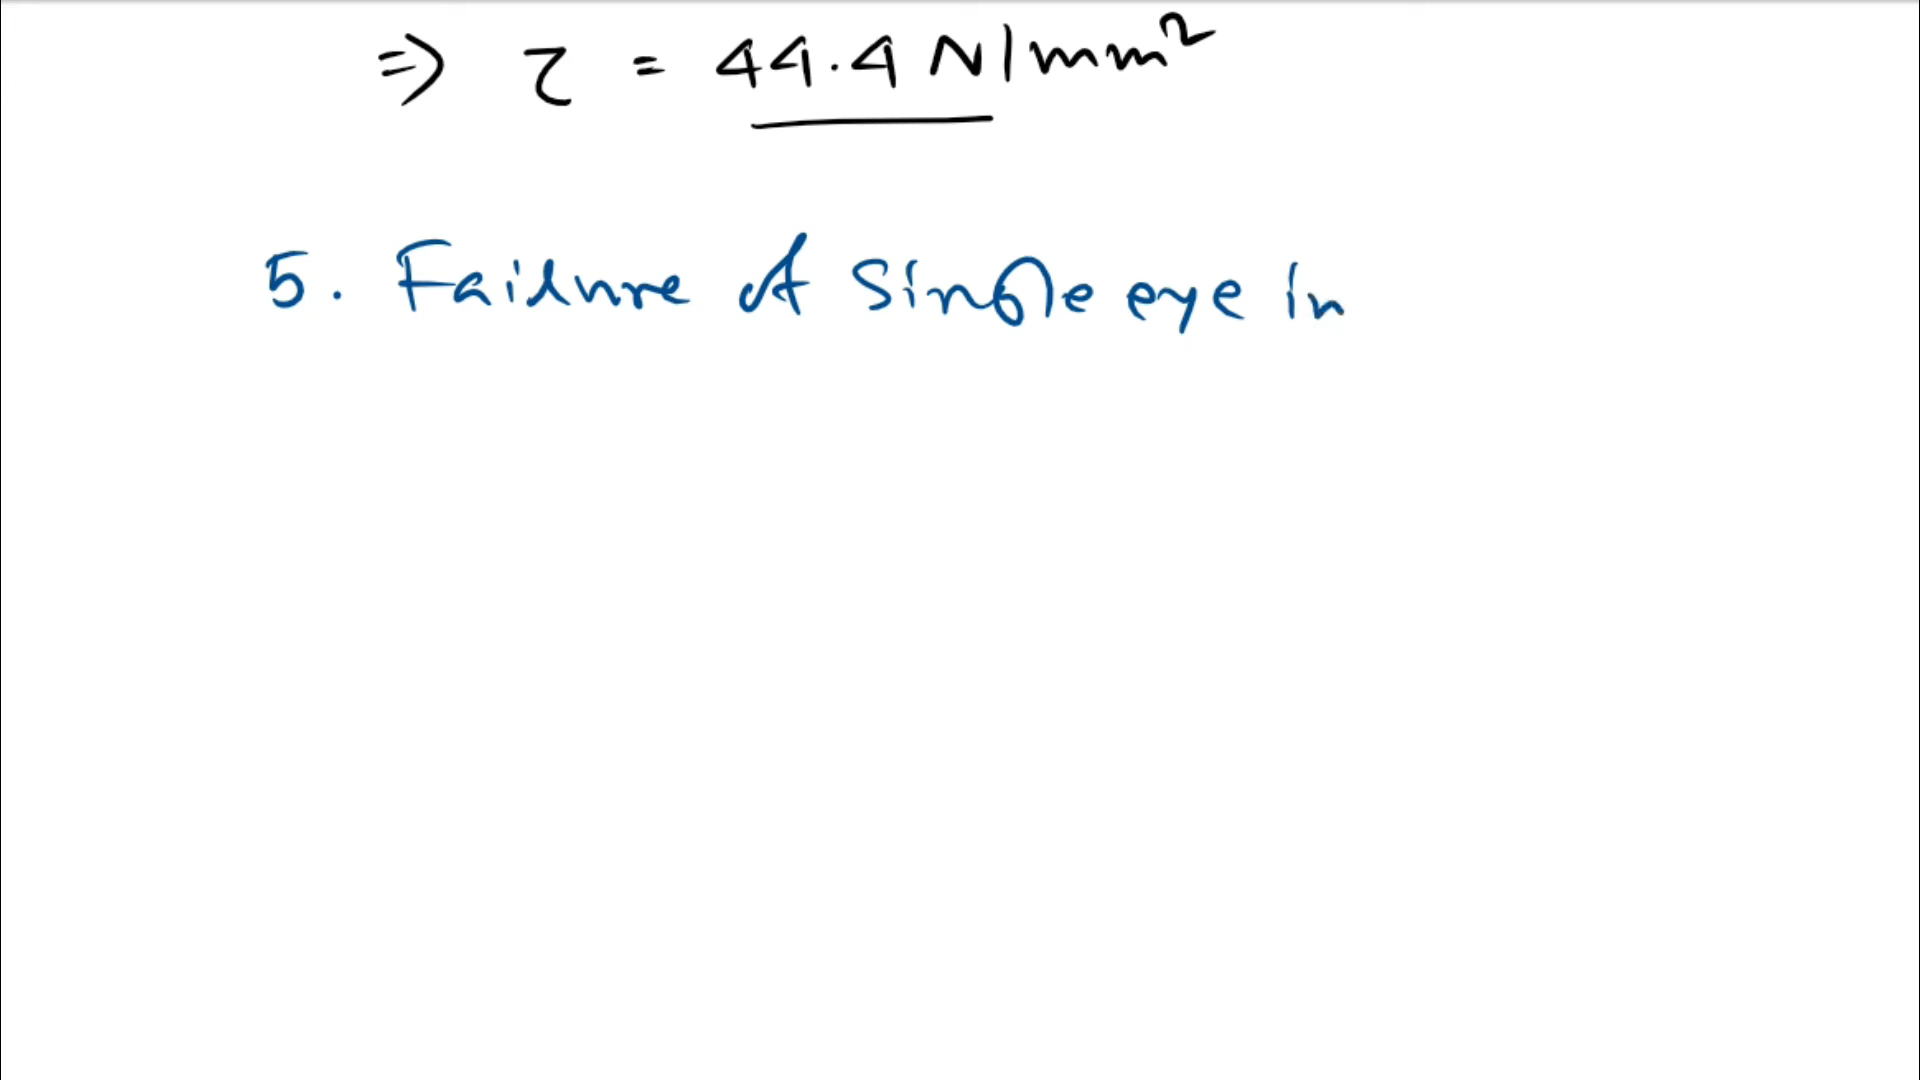 ⇒ τ = 44.4 N/mm²
5. Failure of single eye in